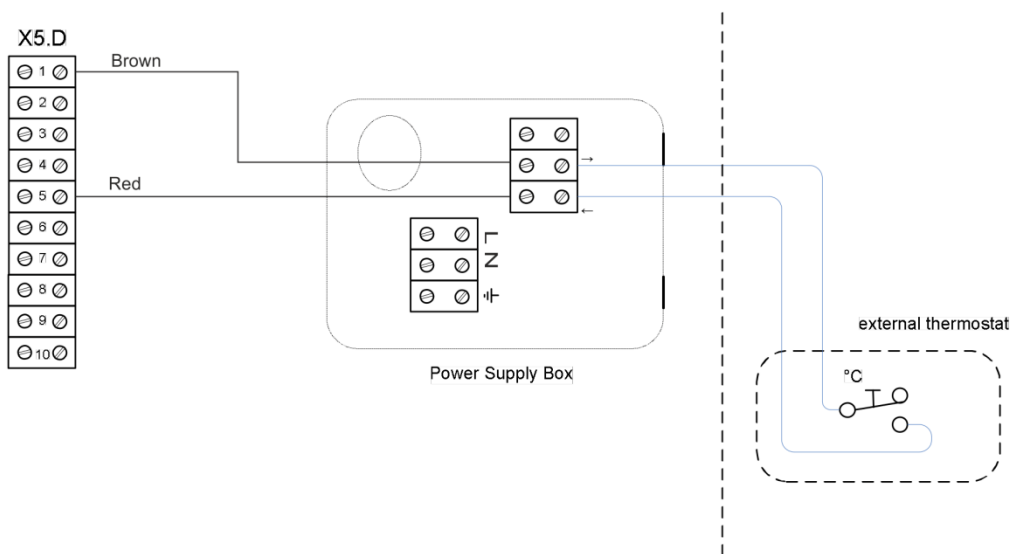 X5.D
Brown
1
2
3
4
→
Red
5
←
6
L
7
N
8
9
10
external thermostat
Power Supply Box
°C